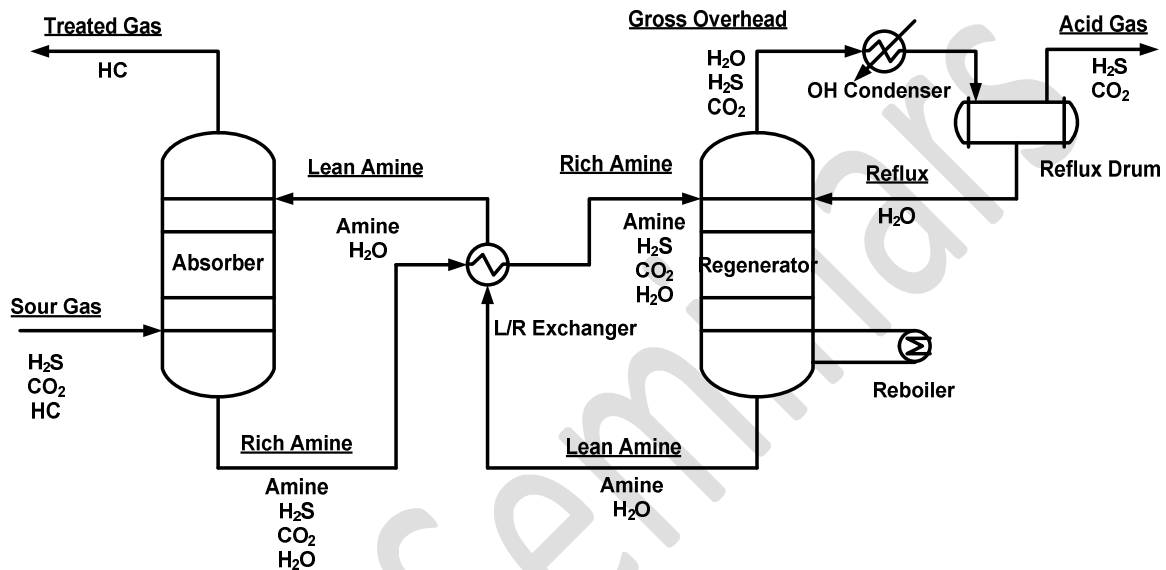 Treated Gas
HC
Gross Overhead
H₂O
H₂S
CO₂
OH Condenser
Acid Gas
H₂S
CO₂
Reflux Drum
Lean Amine
Amine
H₂O
Rich Amine
Amine
H₂S
CO₂
H₂O
Reflux
H₂O
Absorber
Regenerator
Sour Gas
H₂S
CO₂
HC
L/R Exchanger
Reboiler
Rich Amine
Amine
H₂S
CO₂
H₂O
Lean Amine
Amine
H₂O
Seminars